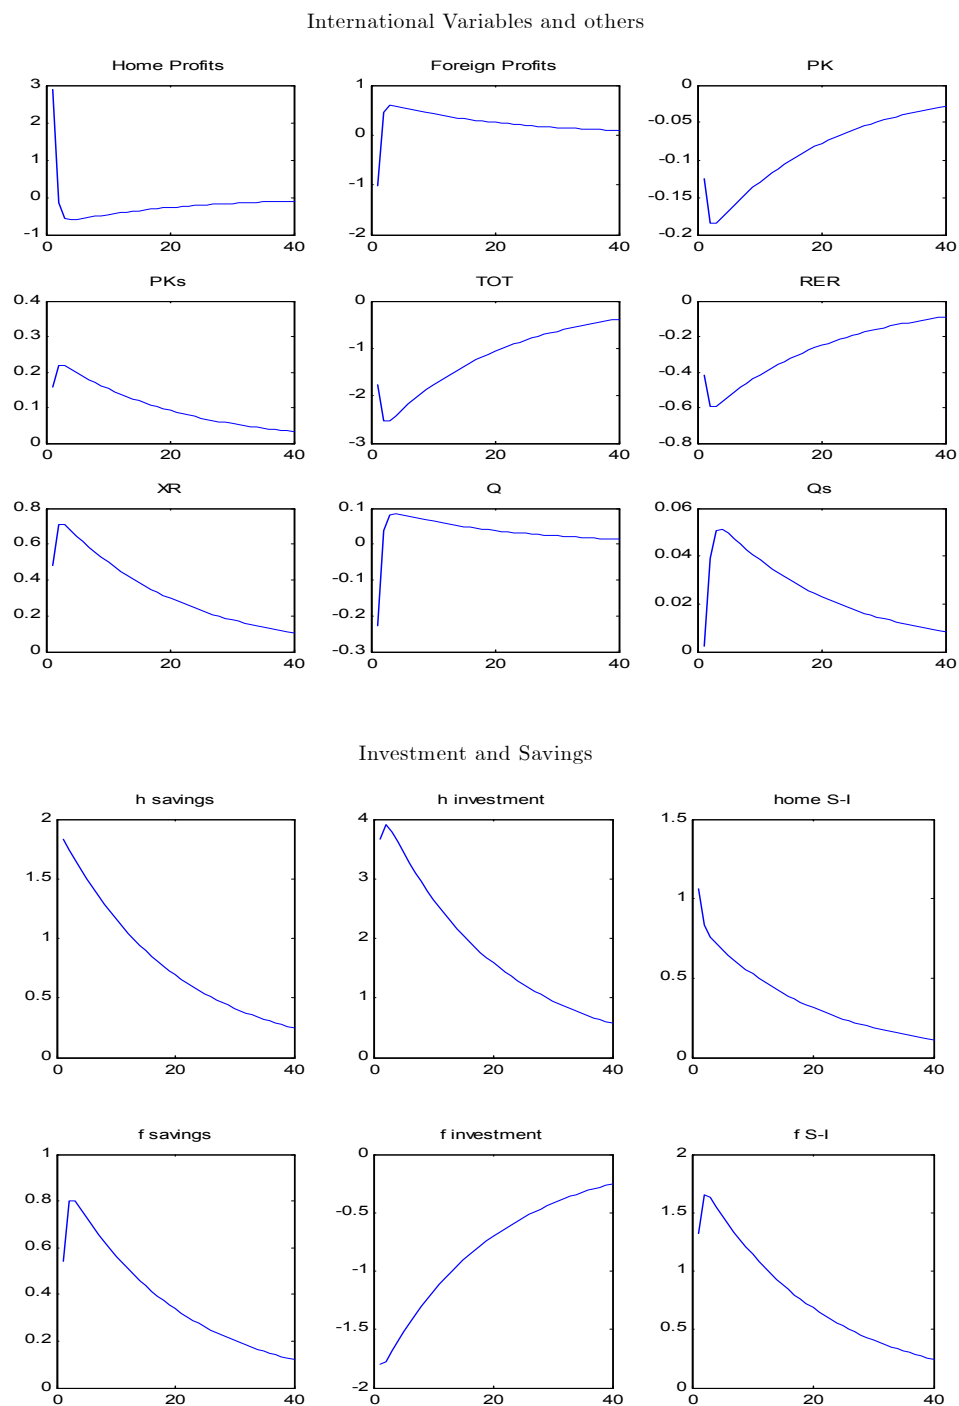 International Variables and others
Home Profits Foreign Profits PK
3 1 0
2 0 -0.05
1 -0.1
0 -1 -0.15
-1 -2 -0.2
0 20 40 0 20 40 0 20 40
PKs TOT RER
0.4 0 0
0.3 -1 -0.2
0.2 -0.4
0.1 -2 -0.6
0 -3 -0.8
0 20 40 0 20 40 0 20 40
XR Q Qs
0.8 0.1 0.06
0.6 0 0.04
0.4 -0.1
0.2 -0.2 0.02
0 -0.3 0
0 20 40 0 20 40 0 20 40
Investment and Savings
h savings h investment home S-I
2 4 1.5
1.5 3 1
1 2
0.5 1 0.5
0 0 0
0 20 40 0 20 40 0 20 40
f savings f investment f S-I
1 0 2
0.8 -0.5 1.5
0.6
0.4 -1 1
0.2 -1.5 0.5
0 -2 0
0 20 40 0 20 40 0 20 40